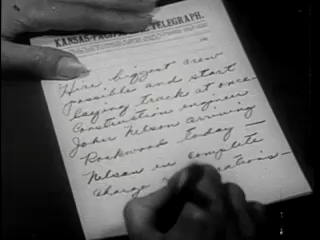 KANSAS-PACIFIC TELEGRAPH.
Hire biggest crew
possible and start
laying track at once.
Construction engineer
John Nelson arriving
Rockwood today —
Nelson in complete
charge